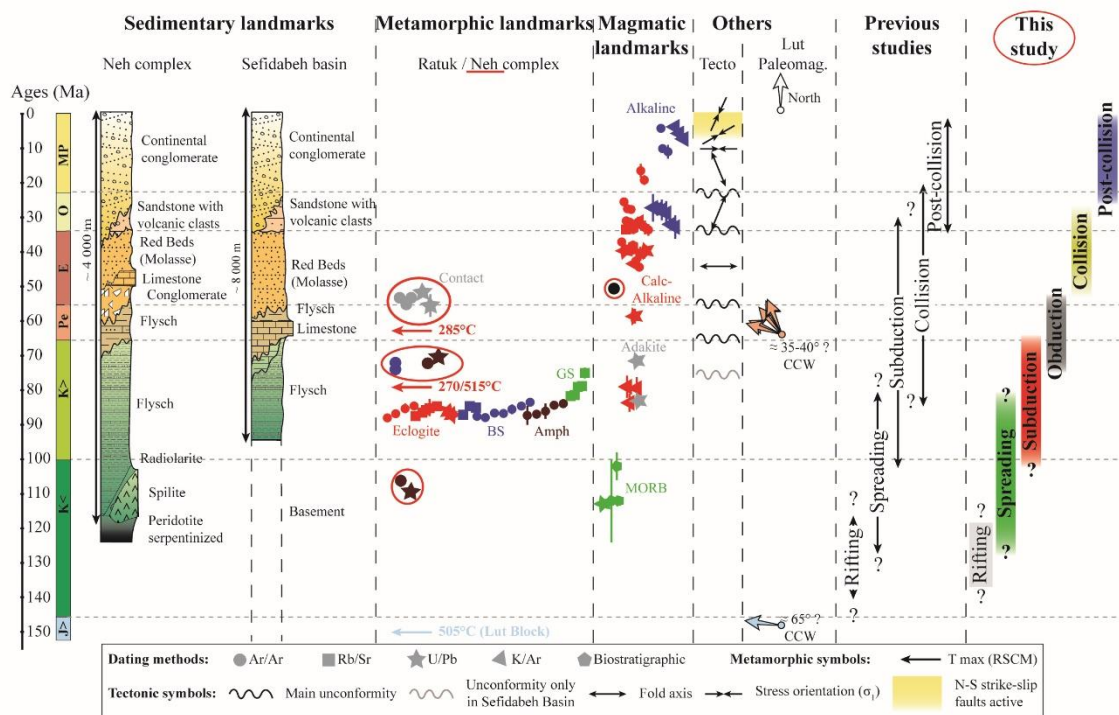 Sedimentary landmarks
Metamorphic landmarks
Magmatic
landmarks
Others
Previous
studies
This
study
Neh complex
Sefidabeh basin
Ratuk / Neh complex
Tecto
Lut
Paleomag.
North
Ages (Ma)
0
10
20
30
40
50
60
70
80
90
100
110
120
130
140
150
MP
O
E
Pe
K>
K<
J>
~ 4 000 m
Continental
conglomerate
Sandstone with
volcanic clasts
Red Beds
(Molasse)
Limestone
Conglomerate
Flysch
Flysch
Radiolarite
Spilite
Peridotite
serpentinized
~ 8 000 m
Continental
conglomerate
Sandstone with
volcanic clasts
Red Beds
(Molasse)
Flysch
Limestone
Flysch
Basement
Contact
285°C
270/515°C
GS
Eclogite
BS
Amph
505°C (Lut Block)
Alkaline
Calc-
Alkaline
Adakite
MORB
≈ 35-40° ?
CCW
≈ 65° ?
CCW
?
Rifting
?
?
Spreading
?
Subduction
?
Collision
?
Post-collision
?
Rifting
?
?
Spreading
?
Subduction
?
Obduction
Collision
Post-collision
Dating methods:
Ar/Ar
Rb/Sr
U/Pb
K/Ar
Biostratigraphic
Metamorphic symbols:
T max (RSCM)
Tectonic symbols:
Main unconformity
Unconformity only
in Sefidabeh Basin
Fold axis
Stress orientation (σ1)
N-S strike-slip
faults active